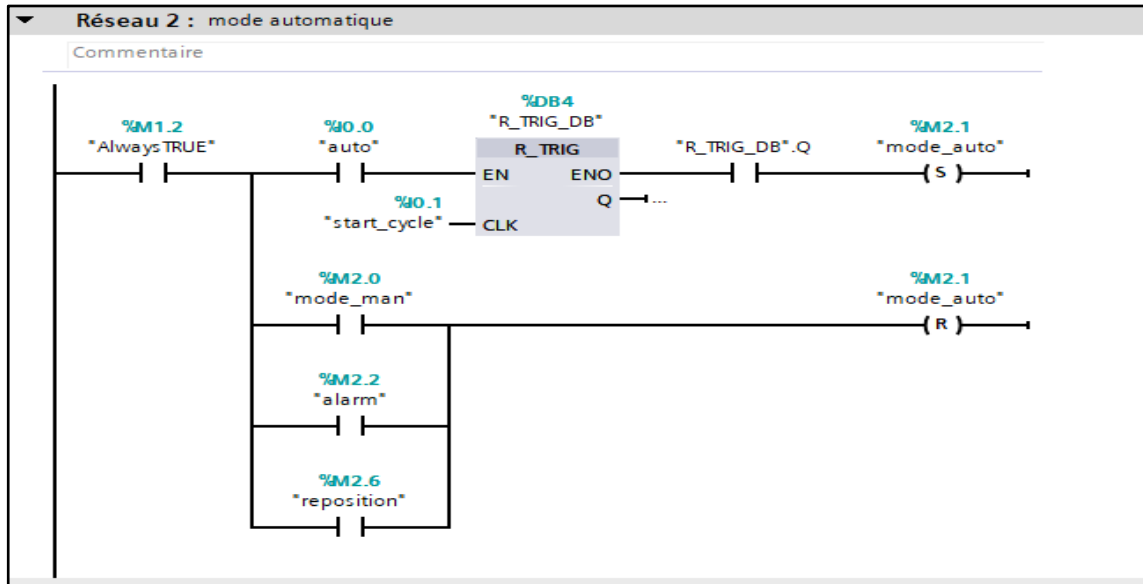 Réseau 2 : mode automatique
Commentaire
%DB4
"R_TRIG_DB"
%M1.2
"AlwaysTRUE"
%I0.0
"auto"
R_TRIG
"R_TRIG_DB".Q
%M2.1
"mode_auto"
EN ENO
( S )
%I0.1
"start_cycle"
Q ...
CLK
%M2.0
"mode_man"
%M2.1
"mode_auto"
( R )
%M2.2
"alarm"
%M2.6
"reposition"